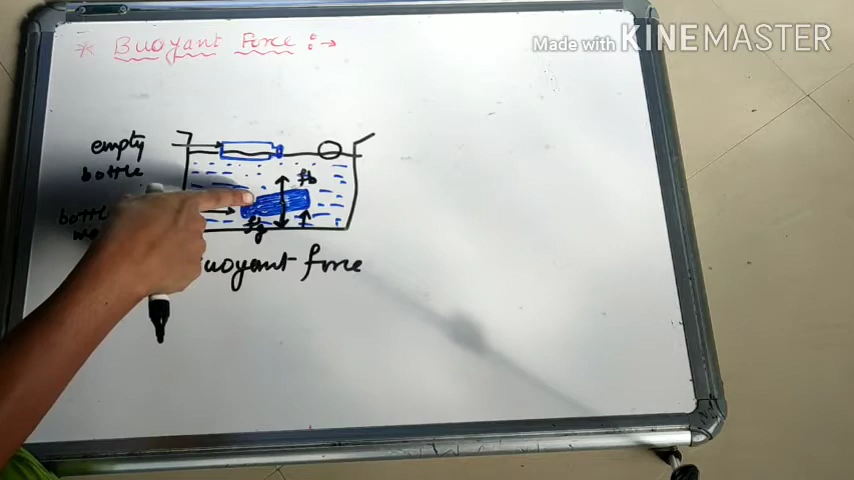 * Buoyant Force :→
Made with KINEMASTER
empty
bottle
fb
fg
uoyant force